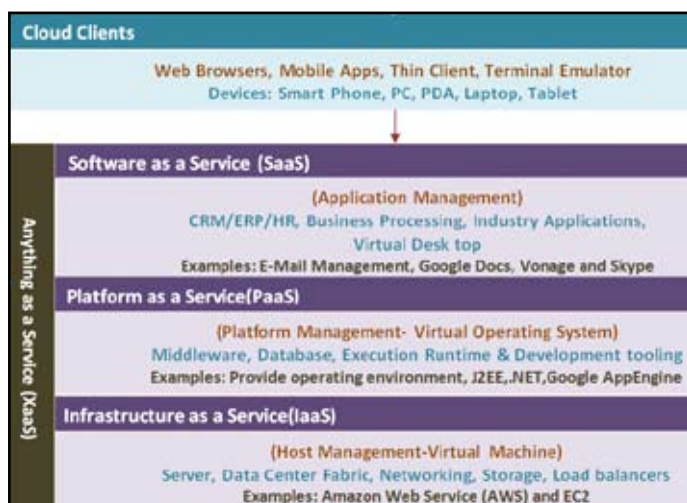 Cloud Clients
Web Browsers, Mobile Apps, Thin Client, Terminal Emulator
Devices: Smart Phone, PC, PDA, Laptop, Tablet
Anything as a Service (XaaS)
Software as a Service (SaaS)
(Application Management)
CRM/ERP/HR, Business Processing, Industry Applications,
Virtual Desk top
Examples: E-Mail Management, Google Docs, Vonage and Skype
Platform as a Service(PaaS)
(Platform Management- Virtual Operating System)
Middleware, Database, Execution Runtime & Development tooling
Examples: Provide operating environment, J2EE,.NET,Google AppEngine
Infrastructure as a Service(IaaS)
(Host Management-Virtual Machine)
Server, Data Center Fabric, Networking, Storage, Load balancers
Examples: Amazon Web Service (AWS) and EC2